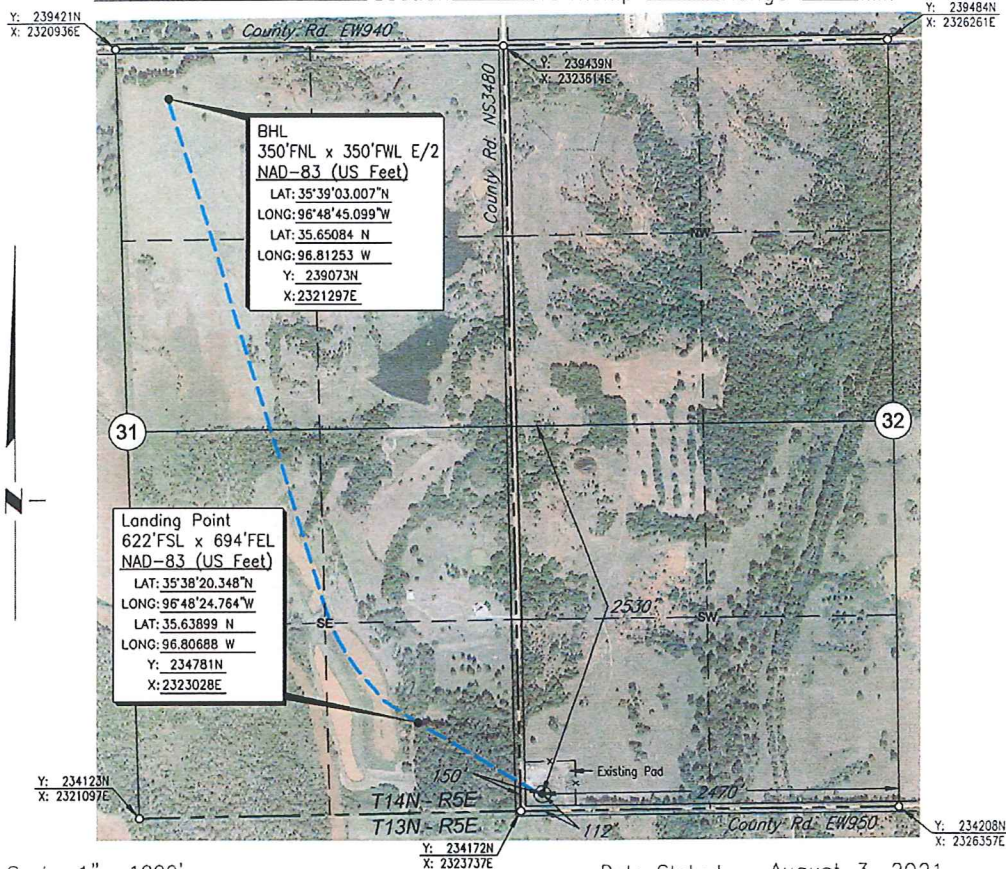 Y: 239421N
X: 2320936E
County Rd. EW940
Y: 239484N
X: 2326261E
Y: 239439N
X: 2323614E
County Rd. NS3480
BHL
350'FNL x 350'FWL E/2
NAD-83 (US Feet)
LAT: 35°39'03.007"N
LONG: 96°48'45.099"W
LAT: 35.65084 N
LONG: 96.81253 W
Y: 239073N
X: 2321297E
NW
31
32
Landing Point
622'FSL x 694'FEL
NAD-83 (US Feet)
LAT: 35°38'20.348"N
LONG: 96°48'24.764"W
LAT: 35.63899 N
LONG: 96.80688 W
Y: 234781N
X: 2323028E
2530'
SE
SW
N
Existing Pad
150'
2470'
112'
Y: 234123N
X: 2321097E
T14N - R5E
T13N - R5E
County Rd. EW950
Y: 234172N
X: 2323737E
Y: 234208N
X: 2326357E
August 3, 2021